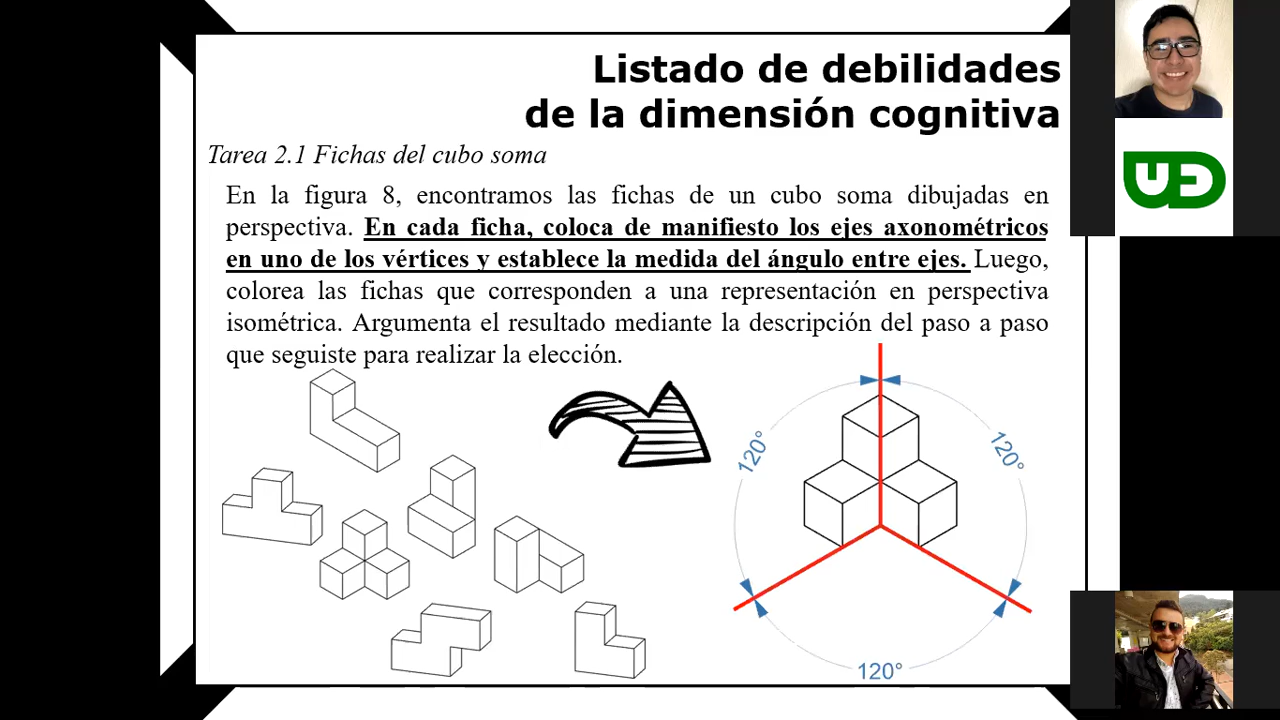 Listado de debilidades
de la dimensión cognitiva
Tarea 2.1 Fichas del cubo soma
En la figura 8, encontramos las fichas de un cubo soma dibujadas en
perspectiva. En cada ficha, coloca de manifiesto los ejes axonométricos
en uno de los vértices y establece la medida del ángulo entre ejes. Luego,
colorea las fichas que corresponden a una representación en perspectiva
isométrica. Argumenta el resultado mediante la descripción del paso a paso
que seguiste para realizar la elección.
120°
120°
120°
UD